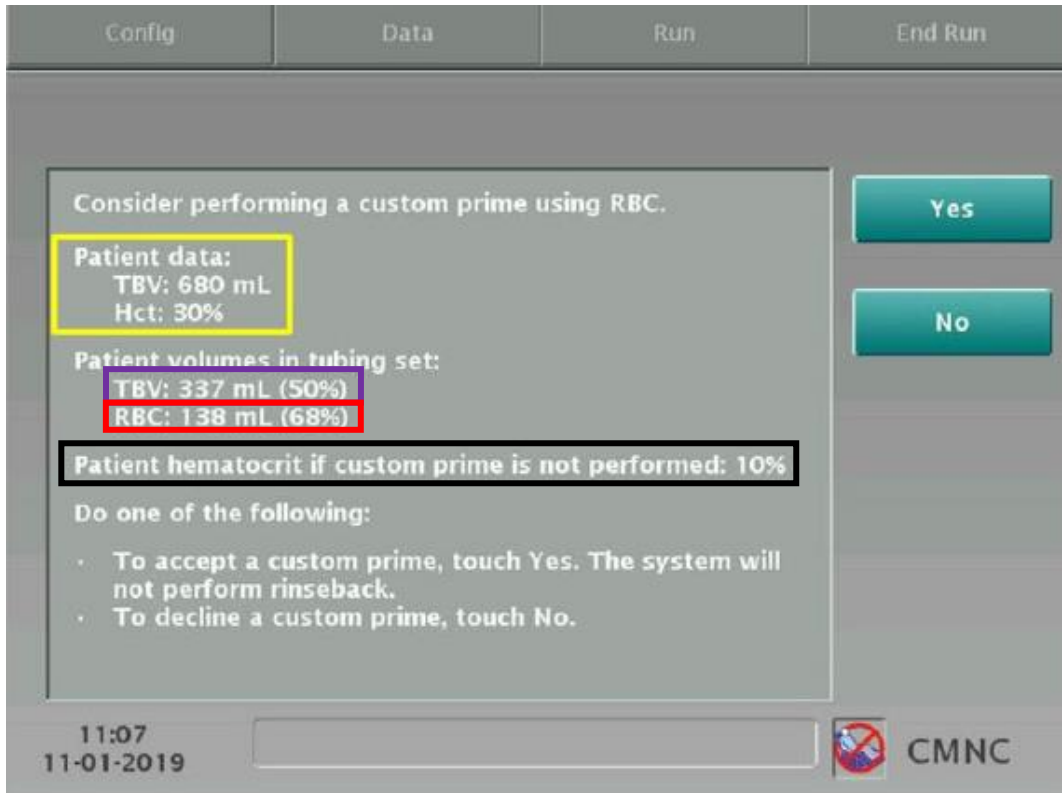 Config Data Run End Run
Consider performing a custom prime using RBC.
Yes
Patient data:
TBV: 680 mL
Hct: 30%
No
Patient volumes in tubing set:
TBV: 337 mL (50%)
RBC: 138 mL (68%)
Patient hematocrit if custom prime is not performed: 10%
Do one of the following:
· To accept a custom prime, touch Yes. The system will
not perform rinseback.
· To decline a custom prime, touch No.
11:07
11-01-2019
CMNC